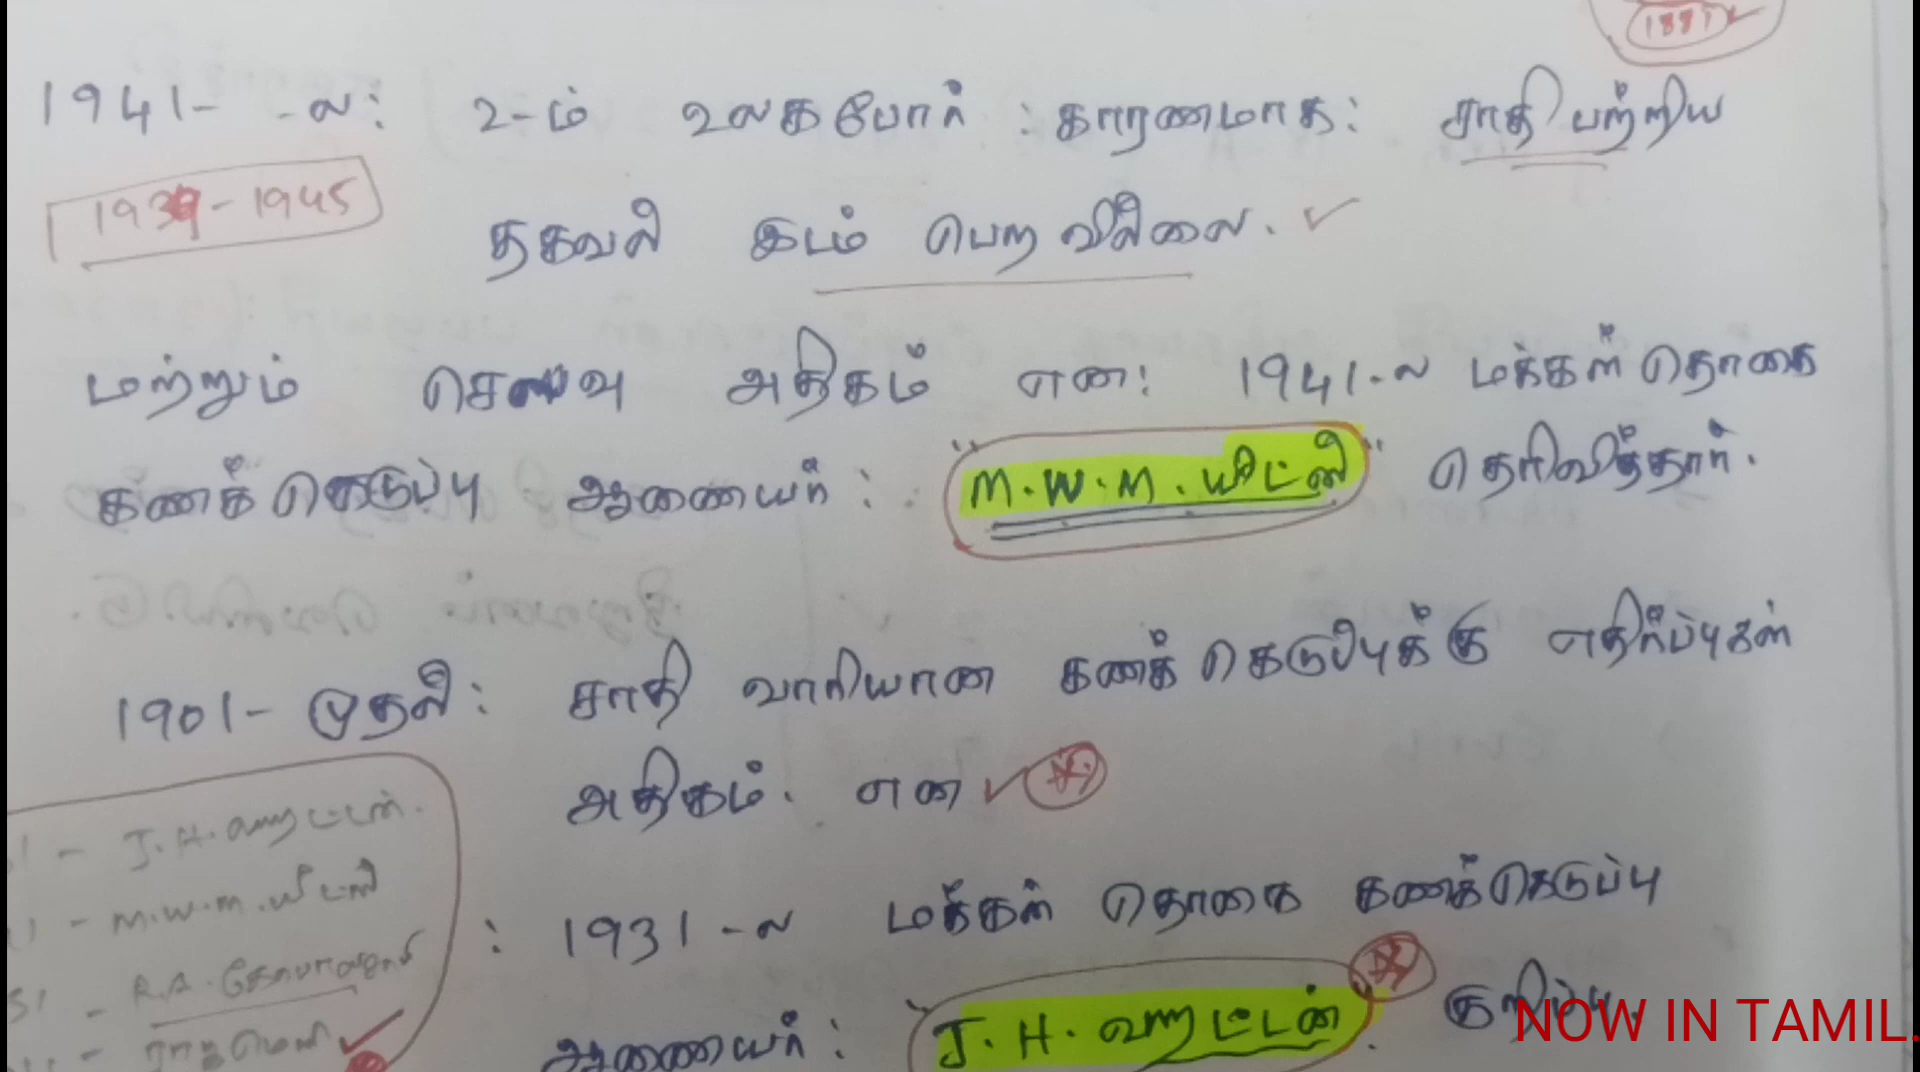 1881
1941- -ல: 2-ம் உலகபோர் : காரணமாக: சாதி பற்றிய
1939-1945
தகவல் இடம் பெறவில்லை.
மற்றும் செலவு அதிகம் என: 1941-ல மக்கள் தொகை
கணக்கெடுப்பு ஆணையர் : "M.W.M. யீட்ஸ்" தெரிவித்தார்.
1901- முதல் : சாதி வாரியான கணக்கெடுப்புக்கு எதிர்ப்புகள்
அதிகம். என
- J.H. ஹட்டன்.
- M.W.M. யீட்ஸ்
: 1931-ல மக்கள் தொகை கணக்கெடுப்பு
51 - R.A. கோபாலசாமி
ஆணையர் : J.H. ஹட்டன் குறிப்பு
NOW IN TAMIL.